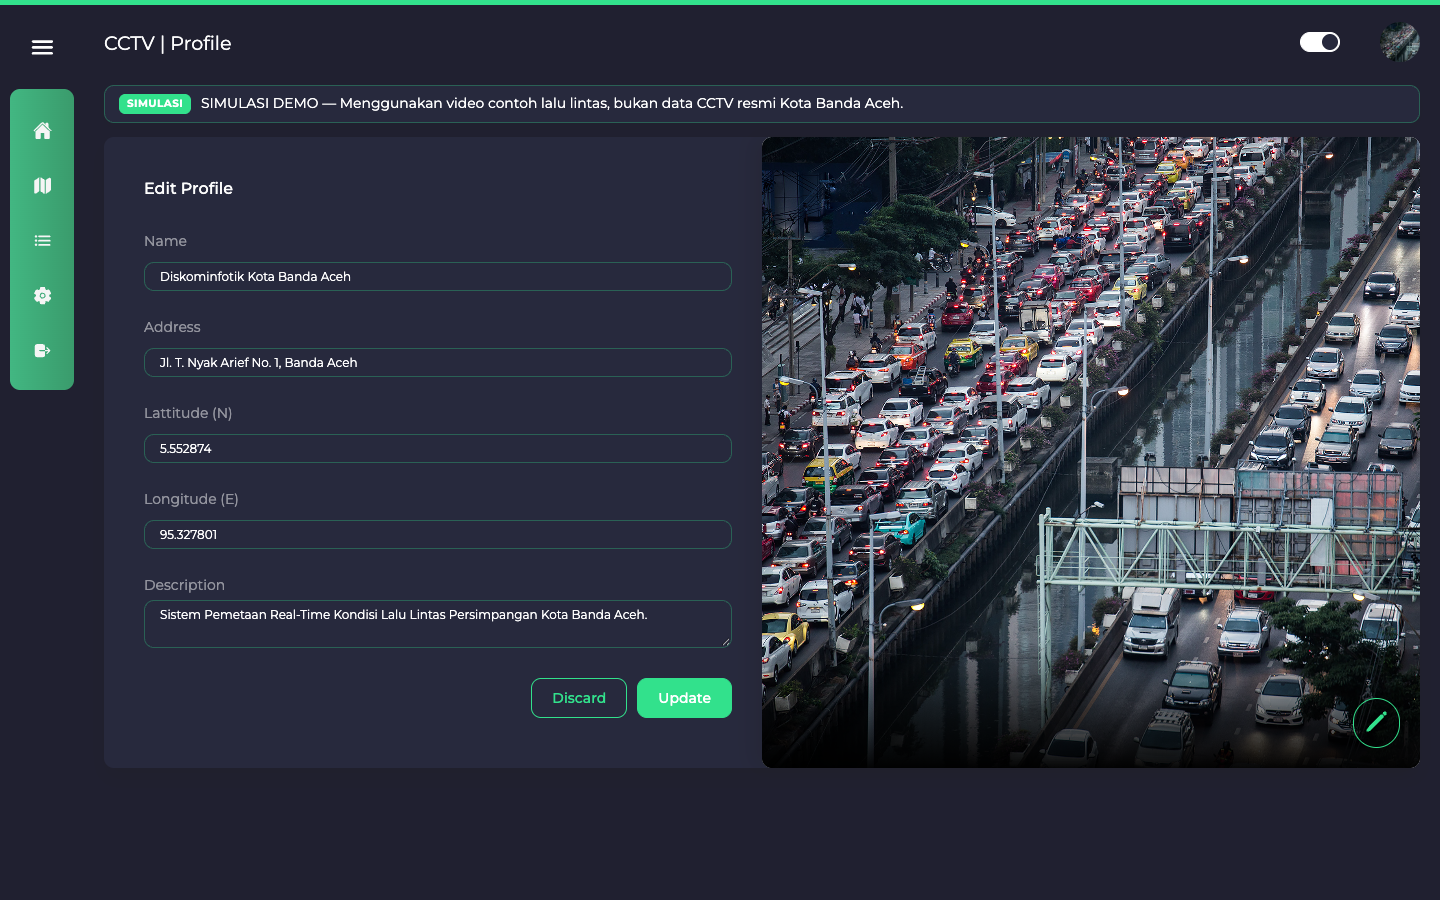 CCTV | Profile
SIMULASI SIMULASI DEMO — Menggunakan video contoh lalu lintas, bukan data CCTV resmi Kota Banda Aceh.
Edit Profile
Name
Diskominfotik Kota Banda Aceh
Address
Jl. T. Nyak Arief No. 1, Banda Aceh
Lattitude (N)
5.552874
Longitude (E)
95.327801
Description
Sistem Pemetaan Real-Time Kondisi Lalu Lintas Persimpangan Kota Banda Aceh.
Discard Update